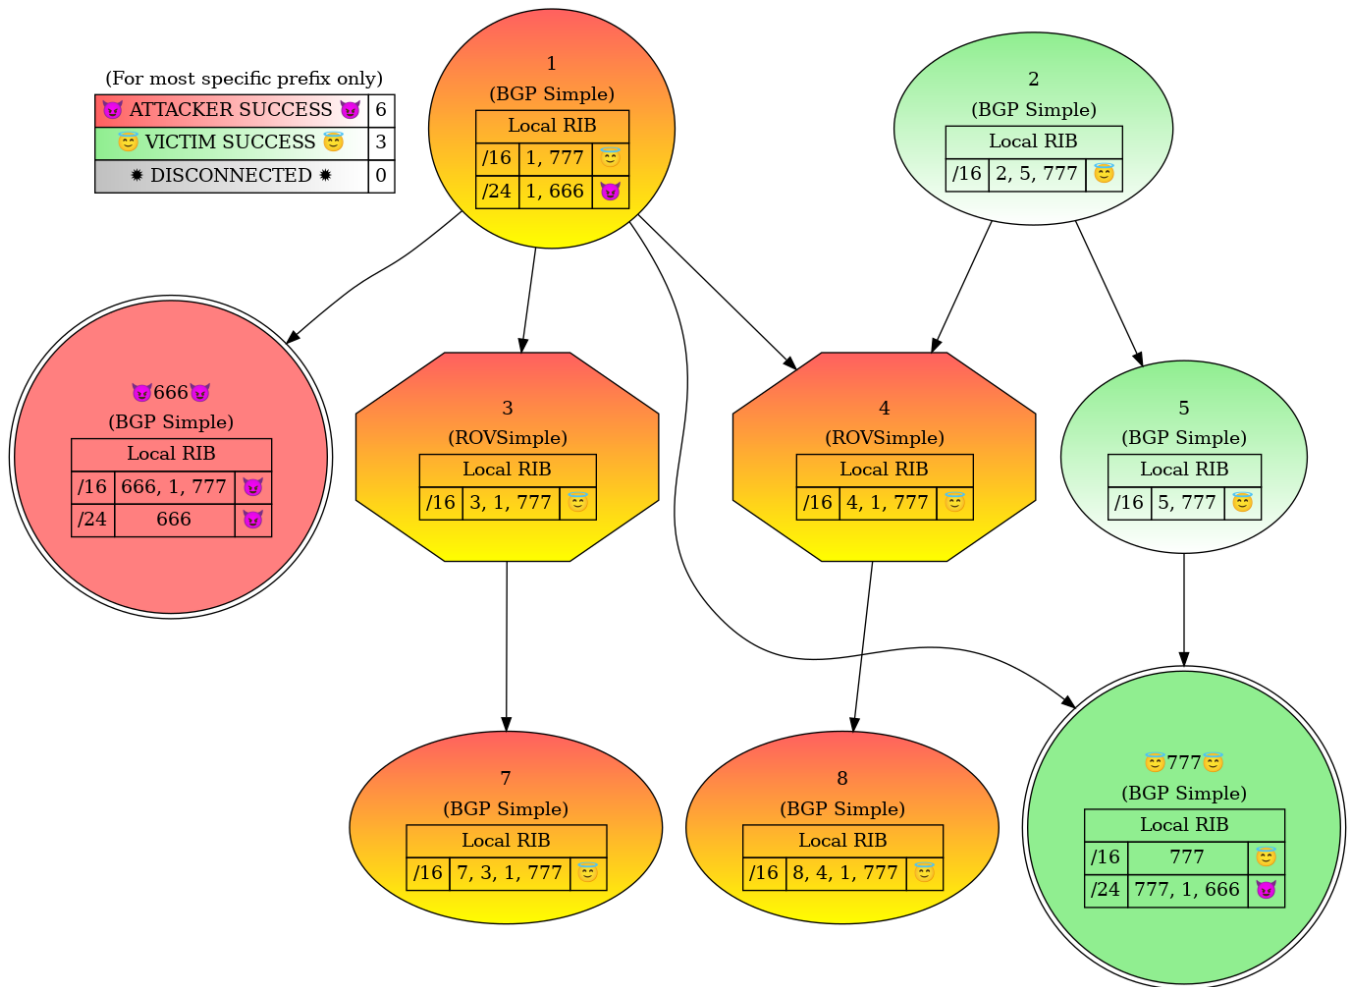 (For most specific prefix only)
😈 ATTACKER SUCCESS 😈 6
😇 VICTIM SUCCESS 😇 3
✹ DISCONNECTED ✹ 0
1
(BGP Simple)
Local RIB
/16 1, 777 😇
/24 1, 666 😈
2
(BGP Simple)
Local RIB
/16 2, 5, 777 😇
😈666😈
(BGP Simple)
Local RIB
/16 666, 1, 777 😈
/24 666 😈
3
(ROVSimple)
Local RIB
/16 3, 1, 777 😇
4
(ROVSimple)
Local RIB
/16 4, 1, 777 😇
5
(BGP Simple)
Local RIB
/16 5, 777 😇
7
(BGP Simple)
Local RIB
/16 7, 3, 1, 777 😇
8
(BGP Simple)
Local RIB
/16 8, 4, 1, 777 😇
😇777😇
(BGP Simple)
Local RIB
/16 777 😇
/24 777, 1, 666 😈